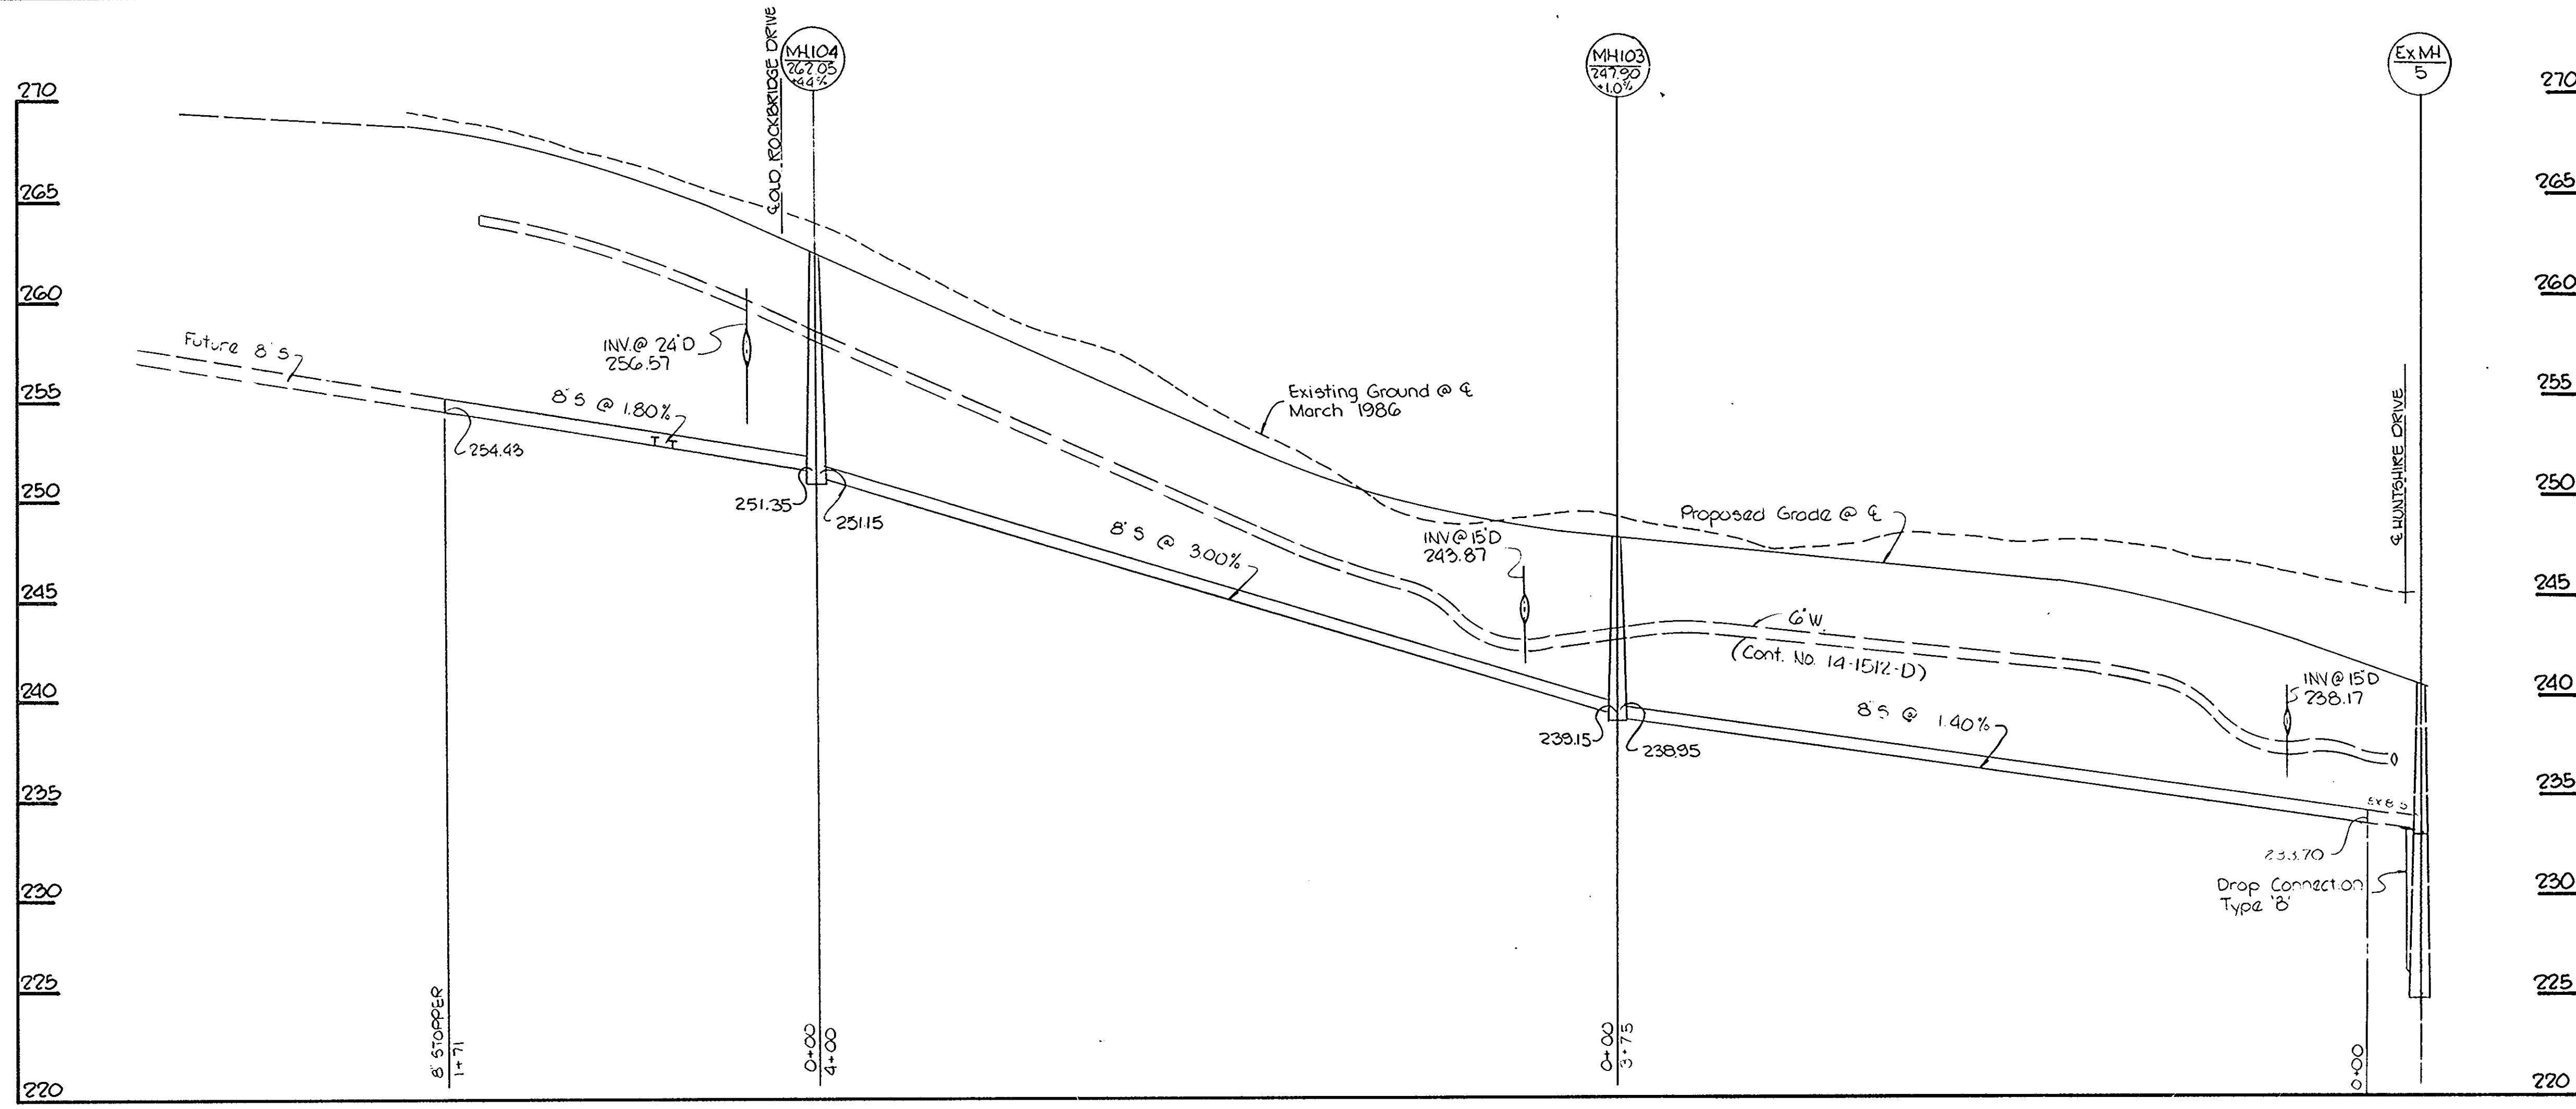 MH104
262.05
+44%
MH103
247.90
+1.0%
Ex MH
5
℄ OLD ROCKBRIDGE DRIVE
270
270
265
265
260
260
255
255
250
250
245
245
240
240
235
235
230
230
225
225
220
220
Future 8" S
8" S @ 1.80%
T T
254.43
INV. @ 24" D
256.57
251.35
251.15
Existing Ground @ ℄
March 1986
8" S @ 3.00%
INV @ 15" D
243.87
Proposed Grade @ ℄
℄ HUNTSHIRE DRIVE
6" W.
(Cont. No. 14-1512-D)
239.15
238.95
8" S @ 1.40%
INV @ 15" D
238.17
Ex 8" S
233.70
Drop Connection
Type 'B'
8" STOPPER
1+71
0+00
4+00
0+00
3+75
0+00